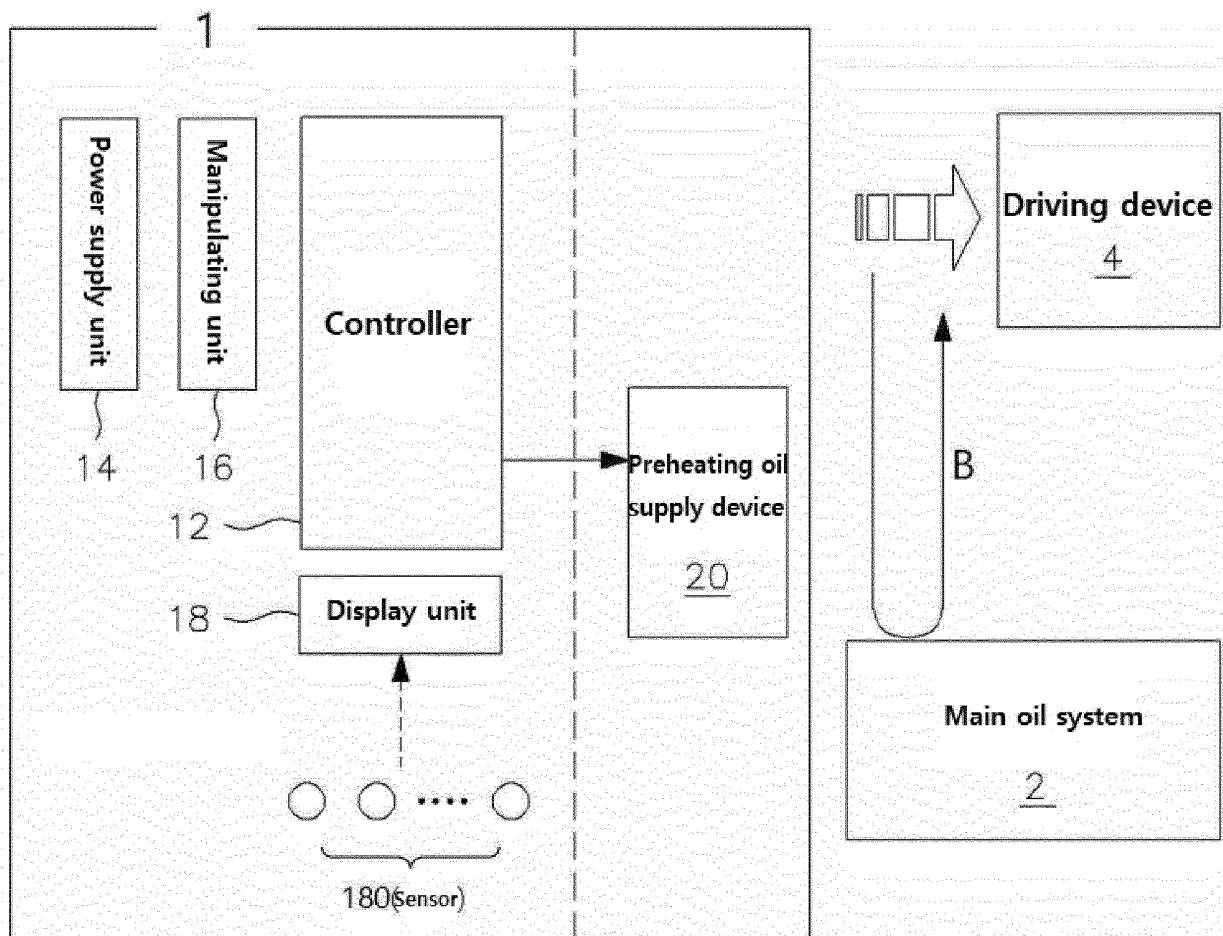 1
Power supply unit
14
Manipulating unit
16
Controller
12
Display unit
18
180(Sensor)
Preheating oil
supply device
20
Driving device
4
B
Main oil system
2